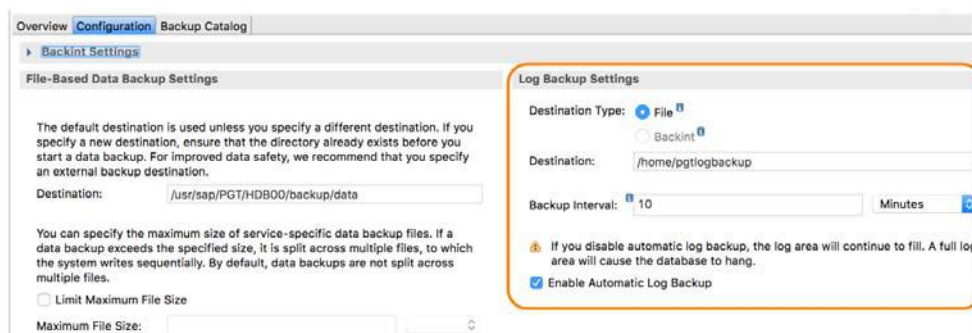 Overview Configuration Backup Catalog
Backint Settings
File-Based Data Backup Settings
The default destination is used unless you specify a different destination. If you
specify a new destination, ensure that the directory already exists before you
start a data backup. For improved data safety, we recommend that you specify
an external backup destination.
Destination: /usr/sap/PGT/HDB00/backup/data
You can specify the maximum size of service-specific data backup files. If a
data backup exceeds the specified size, it is split across multiple files, to which
the system writes sequentially. By default, data backups are not split across
multiple files.
Limit Maximum File Size
Maximum File Size:
Log Backup Settings
Destination Type: File
Backint
Destination: /home/pgtlogbackup
Backup Interval: 10 Minutes
If you disable automatic log backup, the log area will continue to fill. A full log
area will cause the database to hang.
Enable Automatic Log Backup